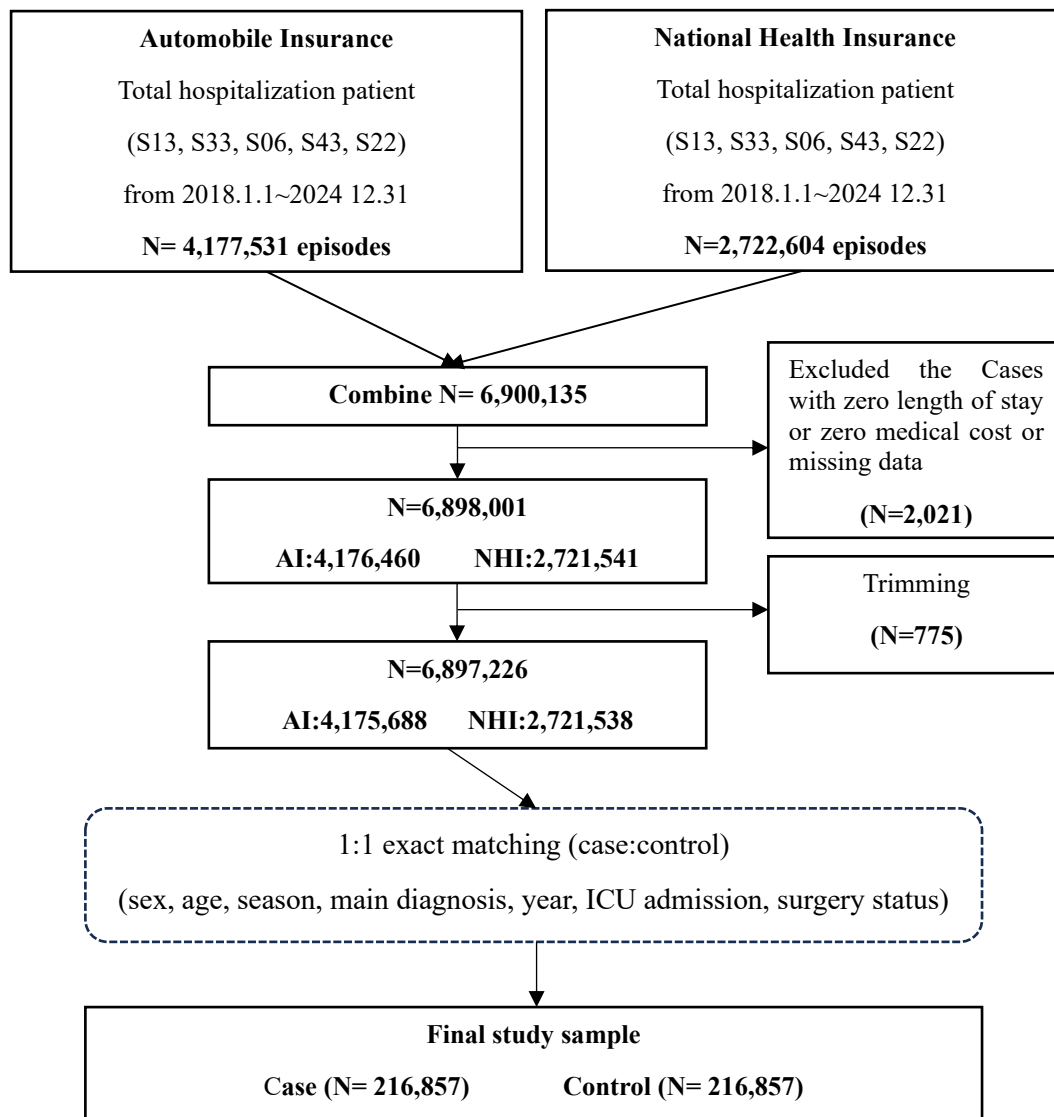 Automobile Insurance
Total hospitalization patient
(S13, S33, S06, S43, S22)
from 2018.1.1~2024 12.31
N= 4,177,531 episodes
National Health Insurance
Total hospitalization patient
(S13, S33, S06, S43, S22)
from 2018.1.1~2024 12.31
N=2,722,604 episodes
Combine N= 6,900,135
Excluded the Cases
with zero length of stay
or zero medical cost or
missing data
(N=2,021)
N=6,898,001
AI:4,176,460 NHI:2,721,541
Trimming
(N=775)
N=6,897,226
AI:4,175,688 NHI:2,721,538
1:1 exact matching (case:control)
(sex, age, season, main diagnosis, year, ICU admission, surgery status)
Final study sample
Case (N= 216,857) Control (N= 216,857)